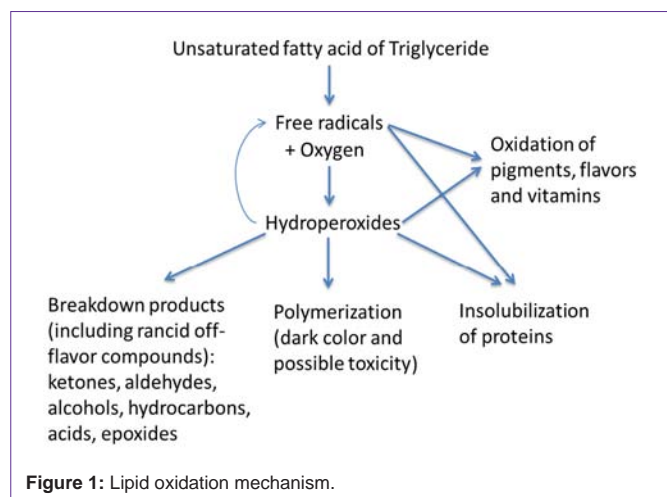 Unsaturated fatty acid of Triglyceride
Free radicals
+ Oxygen
Oxidation of
pigments, flavors
and vitamins
Hydroperoxides
Breakdown products
(including rancid off-
flavor compounds):
ketones, aldehydes,
alcohols, hydrocarbons,
acids, epoxides
Polymerization
(dark color and
possible toxicity)
Insolubilization
of proteins
Figure 1: Lipid oxidation mechanism.